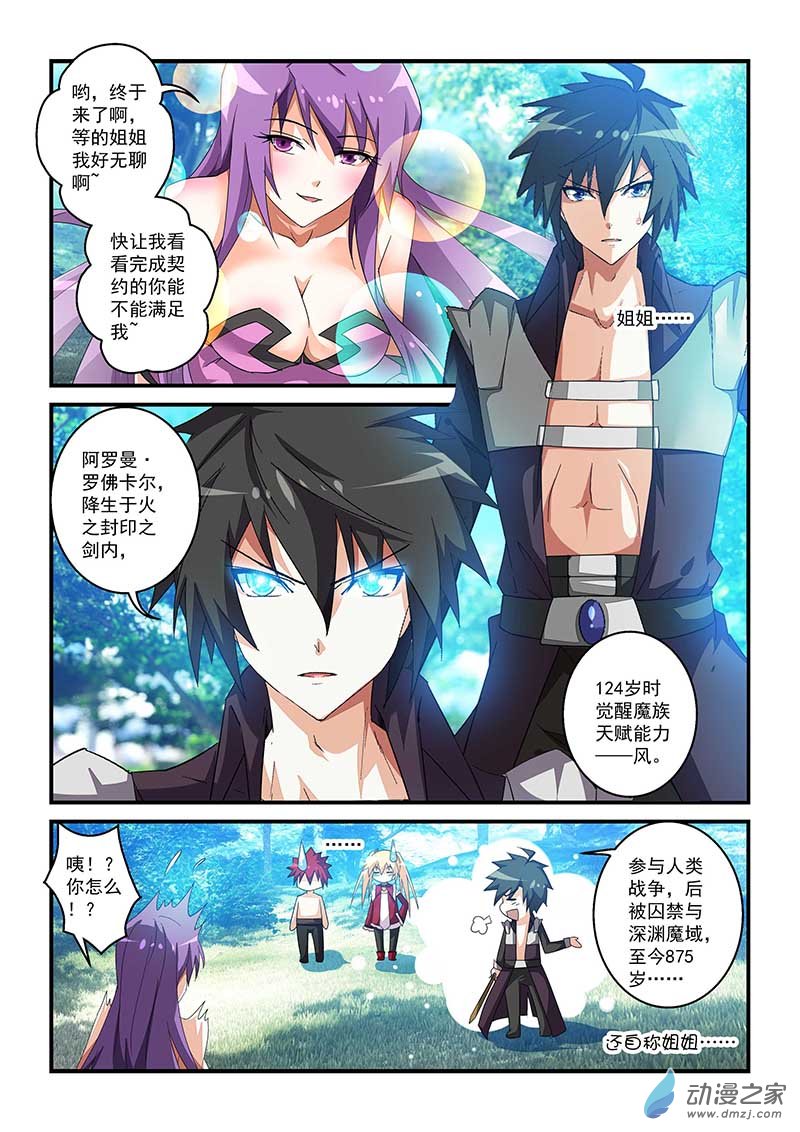 哟，终于
来了啊，
等的姐姐
我好无聊
啊~
快让我看
看完成契
约的你能
不能满足
我~
姐姐……
阿罗曼·
罗佛卡尔，
降生于火
之封印之
剑内，
124岁时
觉醒魔族
天赋能力
——风。
咦！？
你怎么
！？
……
参与人类
战争，后
被囚禁与
深渊魔域，
至今875
岁……
还自称姐姐……
动漫之家
www.dmzj.com